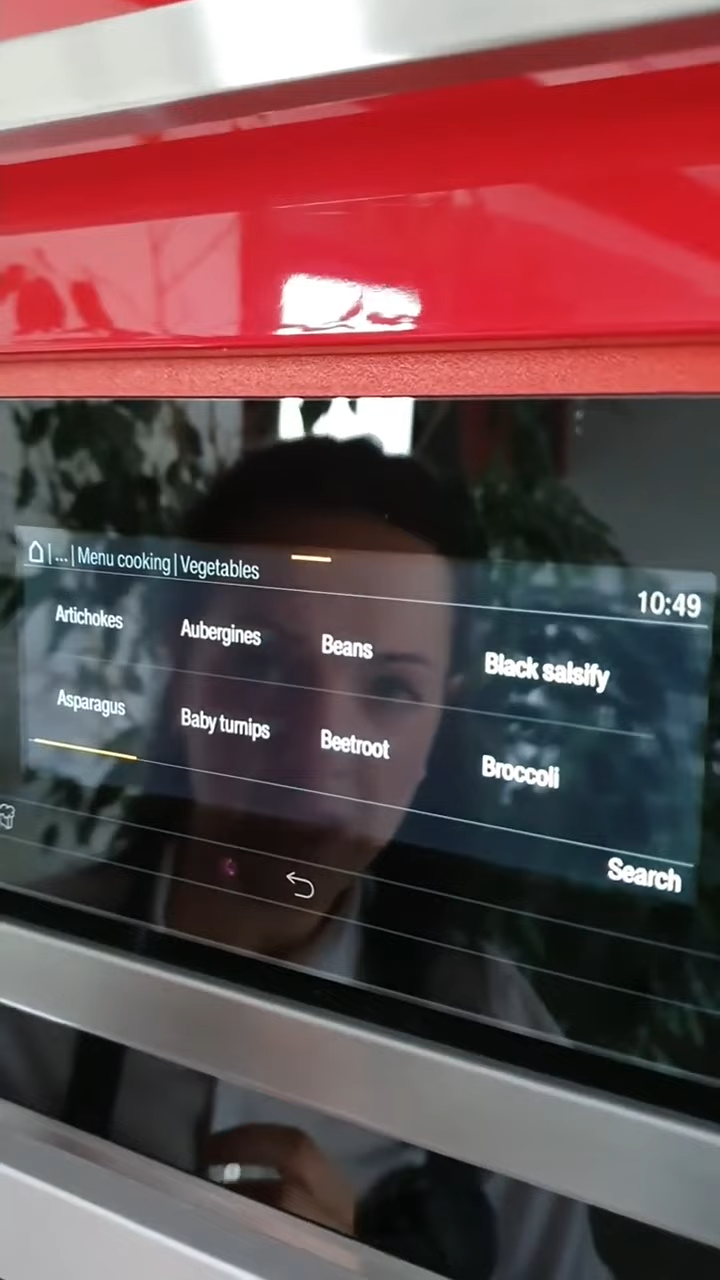 | ... | Menu cooking | Vegetables
10:49
Artichokes Aubergines Beans Black salsify
Asparagus Baby turnips Beetroot Broccoli
Search